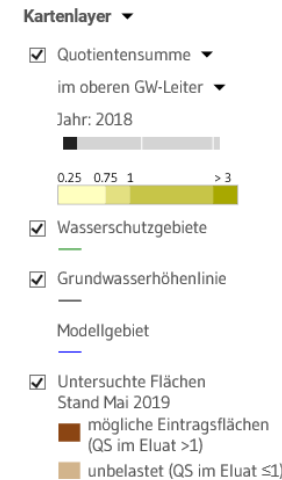 Kartenlayer
Quotientensumme
im oberen GW-Leiter
Jahr: 2018
0.25 0.75 1 > 3
Wasserschutzgebiete
Grundwasserhöhenlinie
Modellgebiet
Untersuchte Flächen
Stand Mai 2019
mögliche Eintragsflächen
(QS im Eluat >1)
unbelastet (QS im Eluat ≤1)